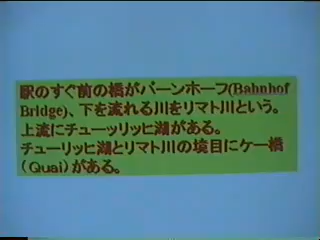 駅のすぐ前の橋がバーンホーフ(Bahnhof
Bridge)、下を流れる川をリマト川という。
上流にチューッリッヒ湖がある。
チューリッヒ湖とリマト川の境目にケー橋
（Quai）がある。